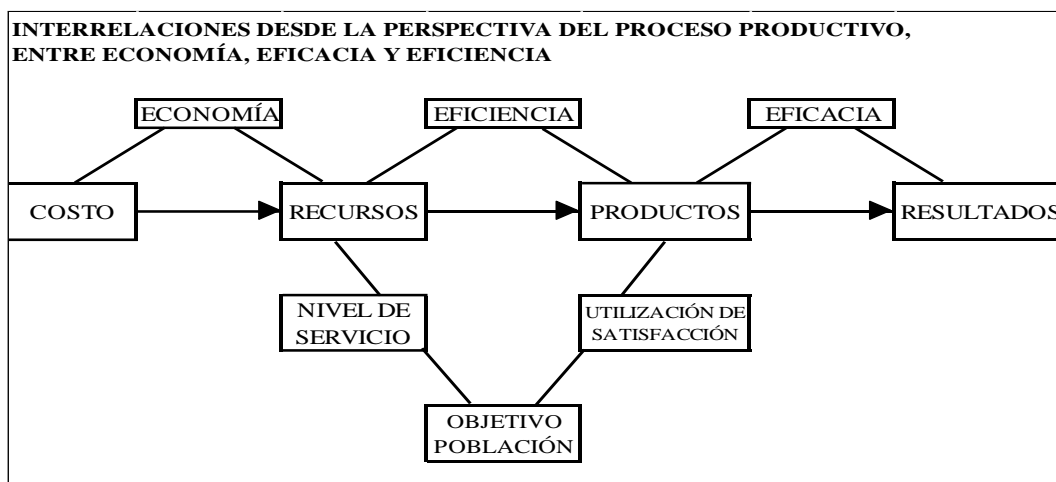 INTERRELACIONES DESDE LA PERSPECTIVA DEL PROCESO PRODUCTIVO,
ENTRE ECONOMÍA, EFICACIA Y EFICIENCIA
ECONOMÍA
EFICIENCIA
EFICACIA
COSTO
RECURSOS
PRODUCTOS
RESULTADOS
NIVEL DE
SERVICIO
UTILIZACIÓN DE
SATISFACCIÓN
OBJETIVO
POBLACIÓN